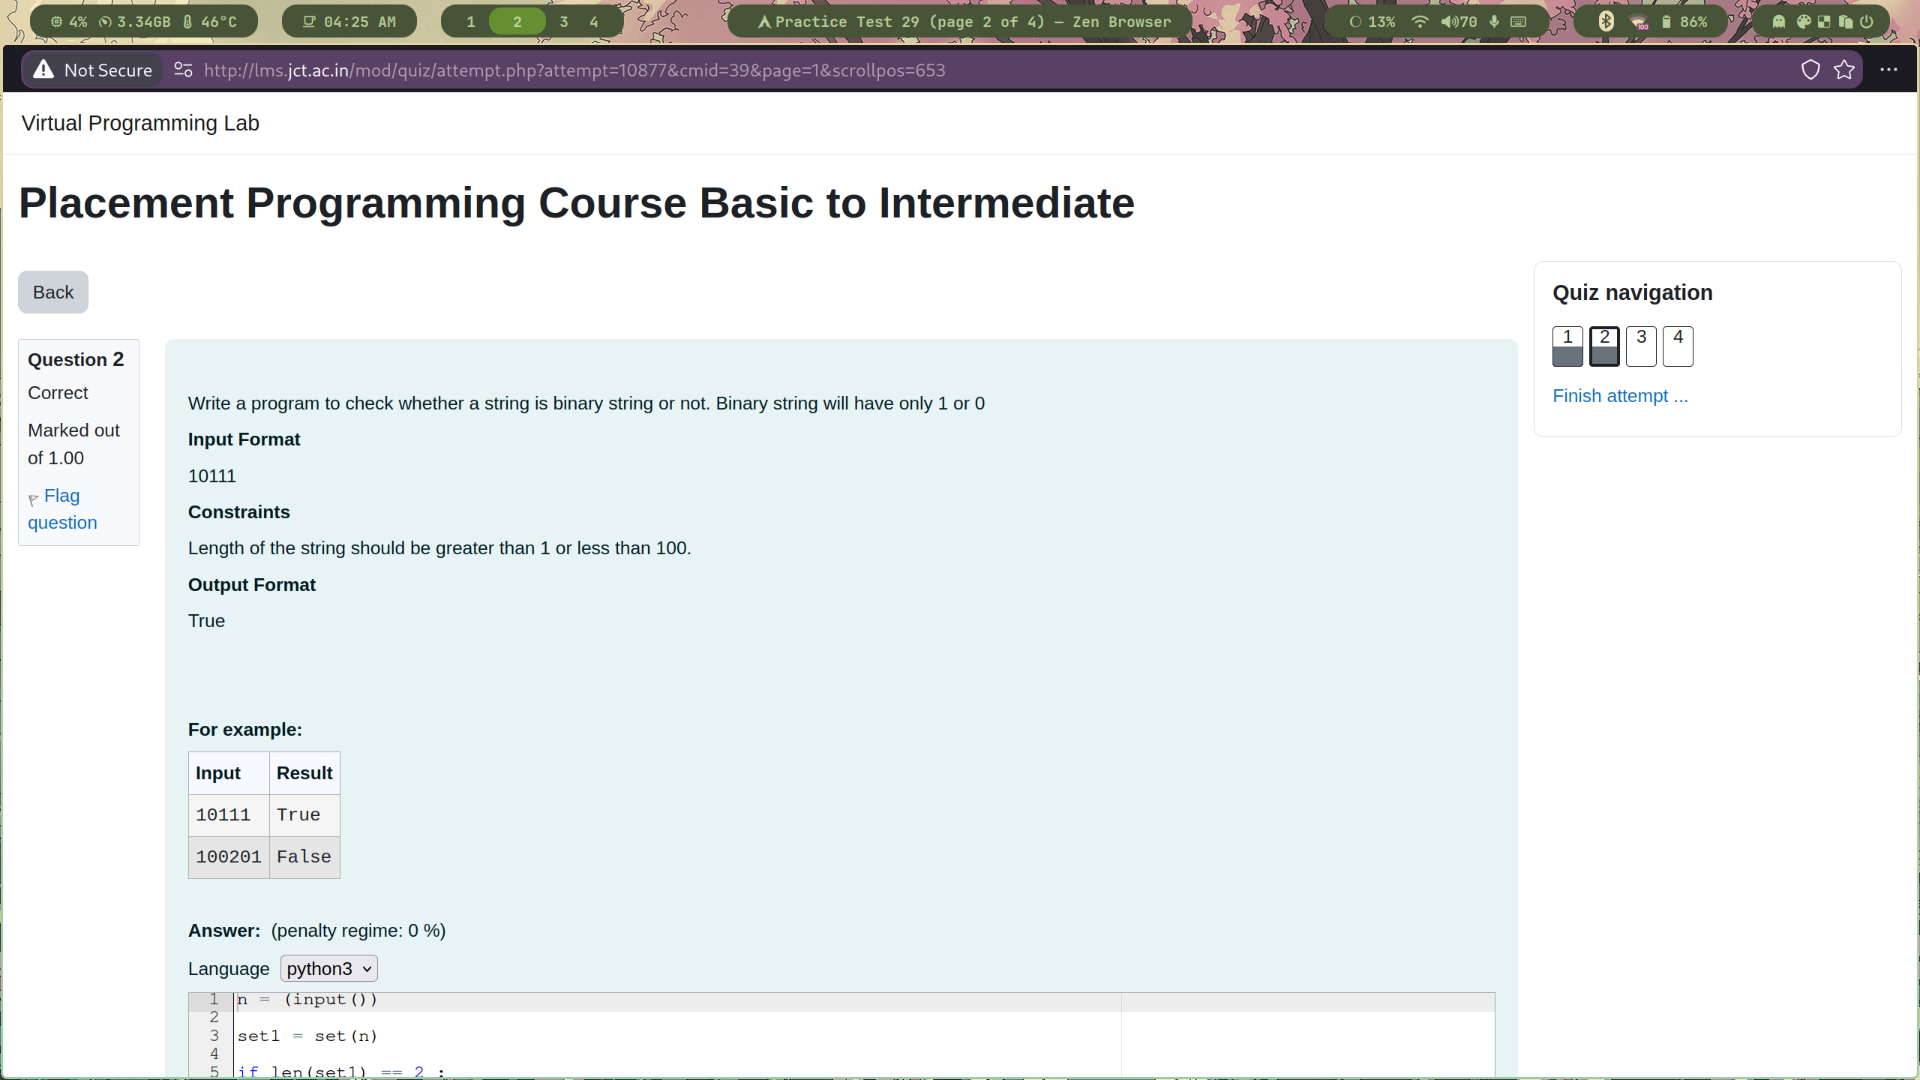 4% 3.34GB 46°C
04:25 AM
1 2 3 4
Practice Test 29 (page 2 of 4) — Zen Browser
13% 70
100 86%
Not Secure http://lms.jct.ac.in/mod/quiz/attempt.php?attempt=10877&cmid=39&page=1&scrollpos=653
Virtual Programming Lab
Placement Programming Course Basic to Intermediate
Back
Question 2
Correct
Marked out
of 1.00
Flag
question
Write a program to check whether a string is binary string or not. Binary string will have only 1 or 0
Input Format
10111
Constraints
Length of the string should be greater than 1 or less than 100.
Output Format
True
For example:
Input Result
10111 True
100201 False
Answer: (penalty regime: 0 %)
Language python3
1 n = (input())
2
3 set1 = set(n)
4
5 if len(set1) == 2 :
Quiz navigation
1 2 3 4
Finish attempt ...